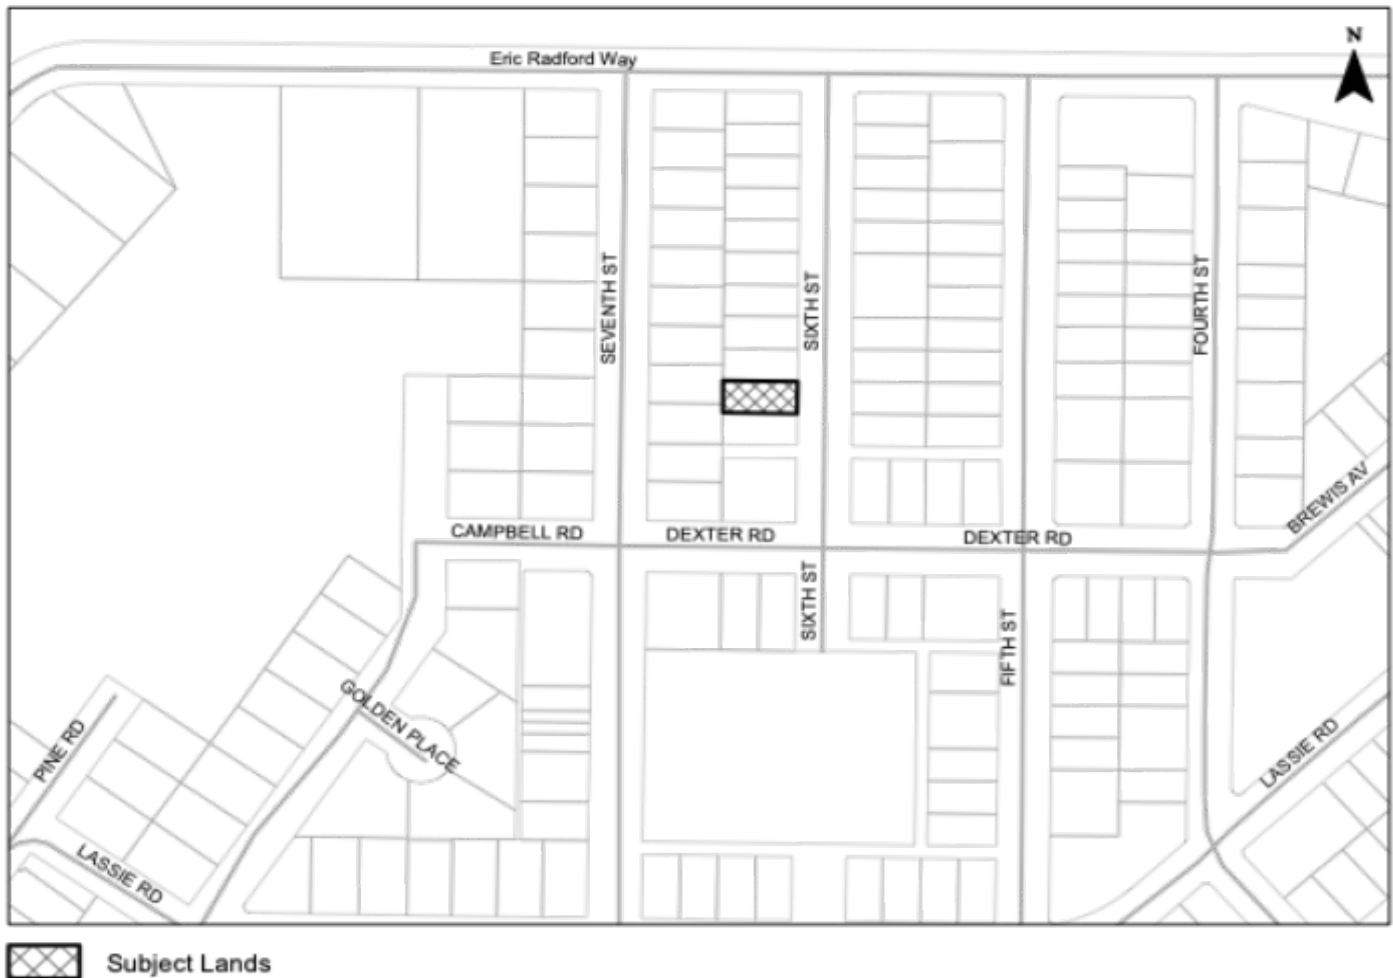 N
Eric Radford Way
SEVENTH ST
SIXTH ST
FOURTH ST
BREWIS AV
CAMPBELL RD
DEXTER RD
DEXTER RD
SIXTH ST
FIFTH ST
GOLDEN PLACE
PINE RD
LASSIE RD
LASSIE RD
Subject Lands